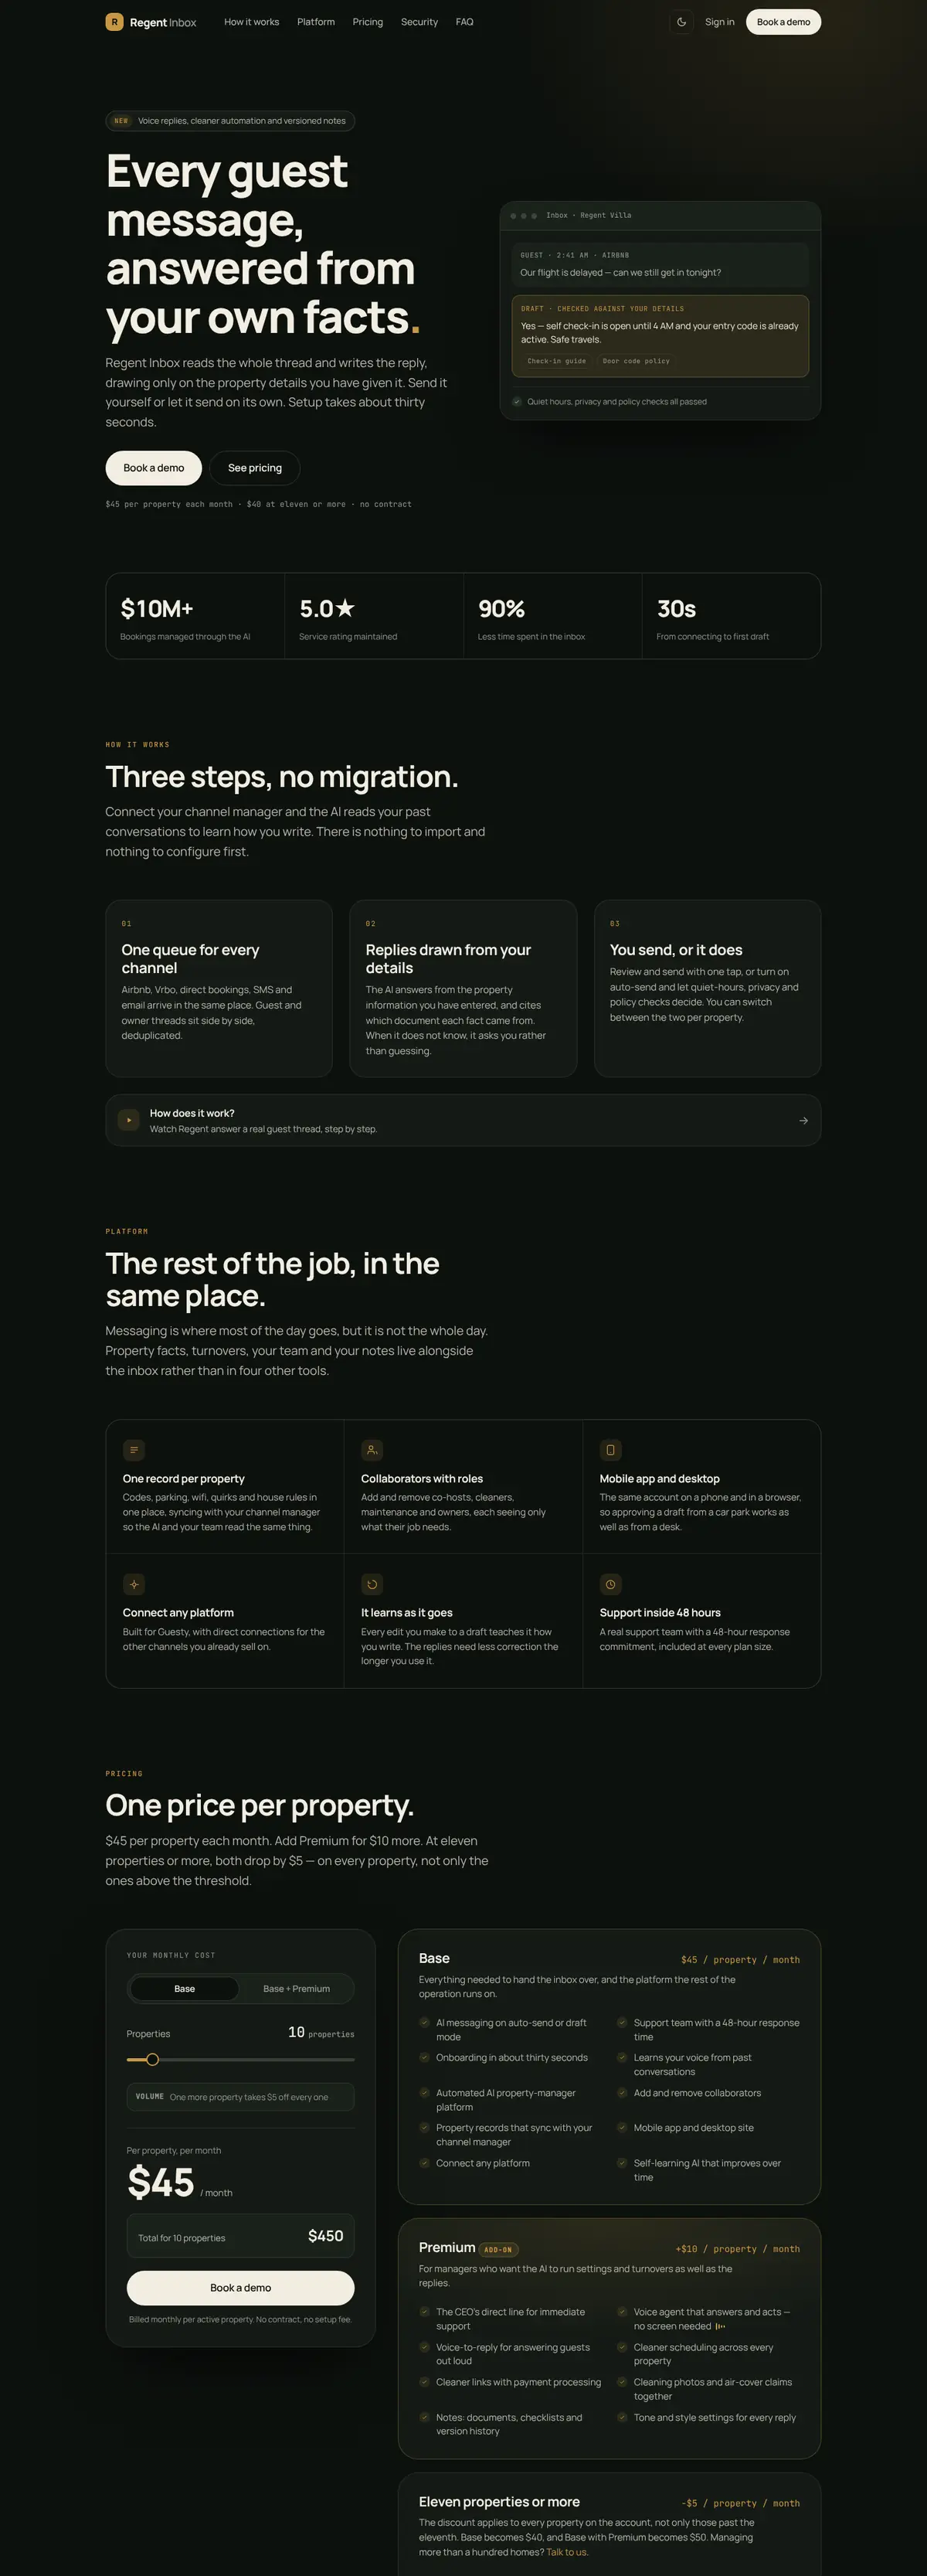 R Regent Inbox How it works Platform Pricing Security FAQ Sign in Book a demo
NEW Voice replies, cleaner automation and versioned notes
Every guest
message,
answered from
your own facts.
Regent Inbox reads the whole thread and writes the reply,
drawing only on the property details you have given it. Send it
yourself or let it send on its own. Setup takes about thirty
seconds.
Book a demo See pricing
$45 per property each month · $40 at eleven or more · no contract
Inbox · Regent Villa
GUEST · 2:41 AM · AIRBNB
Our flight is delayed — can we still get in tonight?
DRAFT · CHECKED AGAINST YOUR DETAILS
Yes — self check-in is open until 4 AM and your entry code is already
active. Safe travels.
Check-in guide Door code policy
Quiet hours, privacy and policy checks all passed
$10M+
Bookings managed through the AI
5.0★
Service rating maintained
90%
Less time spent in the inbox
30s
From connecting to first draft
HOW IT WORKS
Three steps, no migration.
Connect your channel manager and the AI reads your past
conversations to learn how you write. There is nothing to import and
nothing to configure first.
01
One queue for every
channel
Airbnb, Vrbo, direct bookings, SMS and
email arrive in the same place. Guest and
owner threads sit side by side,
deduplicated.
02
Replies drawn from your
details
The AI answers from the property
information you have entered, and cites
which document each fact came from.
When it does not know, it asks you rather
than guessing.
03
You send, or it does
Review and send with one tap, or turn on
auto-send and let quiet-hours, privacy and
policy checks decide. You can switch
between the two per property.
How does it work?
Watch Regent answer a real guest thread, step by step.
PLATFORM
The rest of the job, in the
same place.
Messaging is where most of the day goes, but it is not the whole day.
Property facts, turnovers, your team and your notes live alongside
the inbox rather than in four other tools.
One record per property
Codes, parking, wifi, quirks and house rules in
one place, syncing with your channel manager
so the AI and your team read the same thing.
Collaborators with roles
Add and remove co-hosts, cleaners,
maintenance and owners, each seeing only
what their job needs.
Mobile app and desktop
The same account on a phone and in a browser,
so approving a draft from a car park works as
well as from a desk.
Connect any platform
Built for Guesty, with direct connections for the
other channels you already sell on.
It learns as it goes
Every edit you make to a draft teaches it how
you write. The replies need less correction the
longer you use it.
Support inside 48 hours
A real support team with a 48-hour response
commitment, included at every plan size.
PRICING
One price per property.
$45 per property each month. Add Premium for $10 more. At eleven
properties or more, both drop by $5 — on every property, not only the
ones above the threshold.
YOUR MONTHLY COST
Base Base + Premium
Properties 10 properties
VOLUME One more property takes $5 off every one
Per property, per month
$45 / month
Total for 10 properties $450
Book a demo
Billed monthly per active property. No contract, no setup fee.
Base $45 / property / month
Everything needed to hand the inbox over, and the platform the rest of the
operation runs on.
AI messaging on auto-send or draft
mode
Support team with a 48-hour response
time
Onboarding in about thirty seconds
Learns your voice from past
conversations
Automated AI property-manager
platform
Add and remove collaborators
Property records that sync with your
channel manager
Mobile app and desktop site
Connect any platform
Self-learning AI that improves over
time
Premium ADD-ON +$10 / property / month
For managers who want the AI to run settings and turnovers as well as the
replies.
The CEO's direct line for immediate
support
Voice agent that answers and acts —
no screen needed
Voice-to-reply for answering guests
out loud
Cleaner scheduling across every
property
Cleaner links with payment processing
Cleaning photos and air-cover claims
together
Notes: documents, checklists and
version history
Tone and style settings for every reply
Eleven properties or more -$5 / property / month
The discount applies to every property on the account, not only those past the
eleventh. Base becomes $40, and Base with Premium becomes $50. Managing
more than a hundred homes? Talk to us.